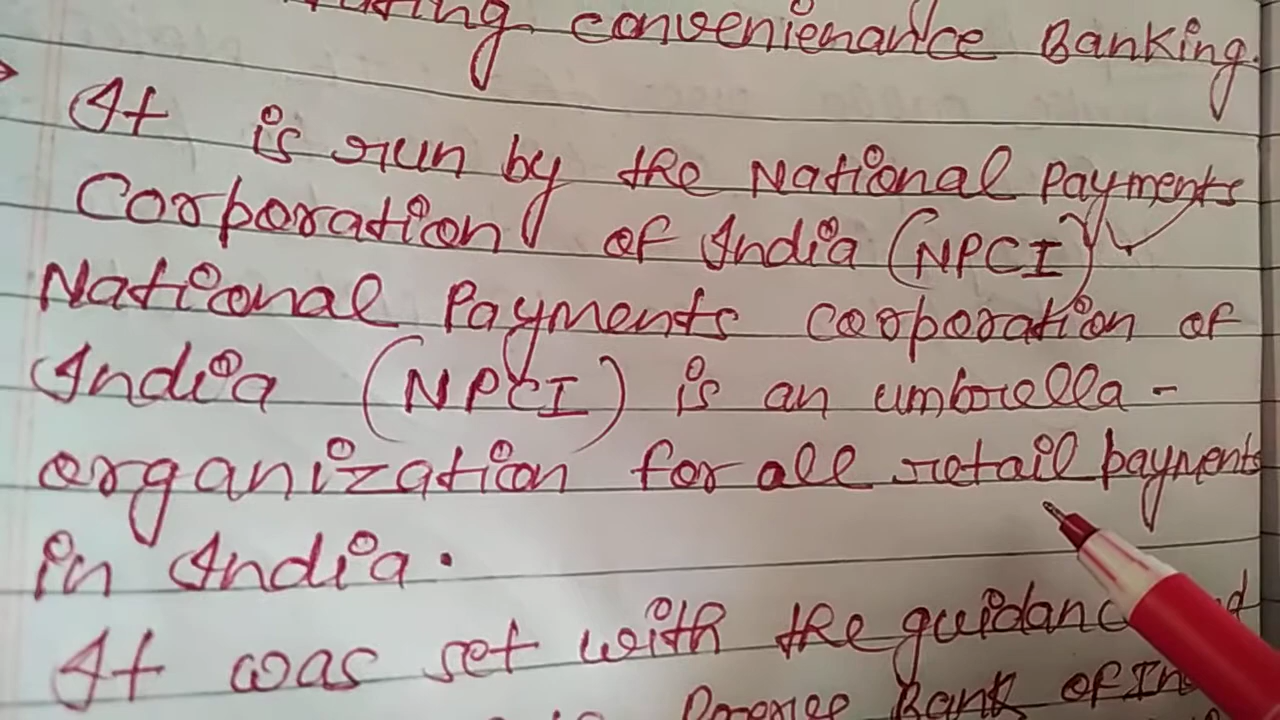 convenienance Banking.
It is run by the National Payments
Corporation of India (NPCI)
National Payments Corporation of
India (NPCI) is an umbrella -
organization for all retail payments
in India.
It was set with the guidance
Bank of In